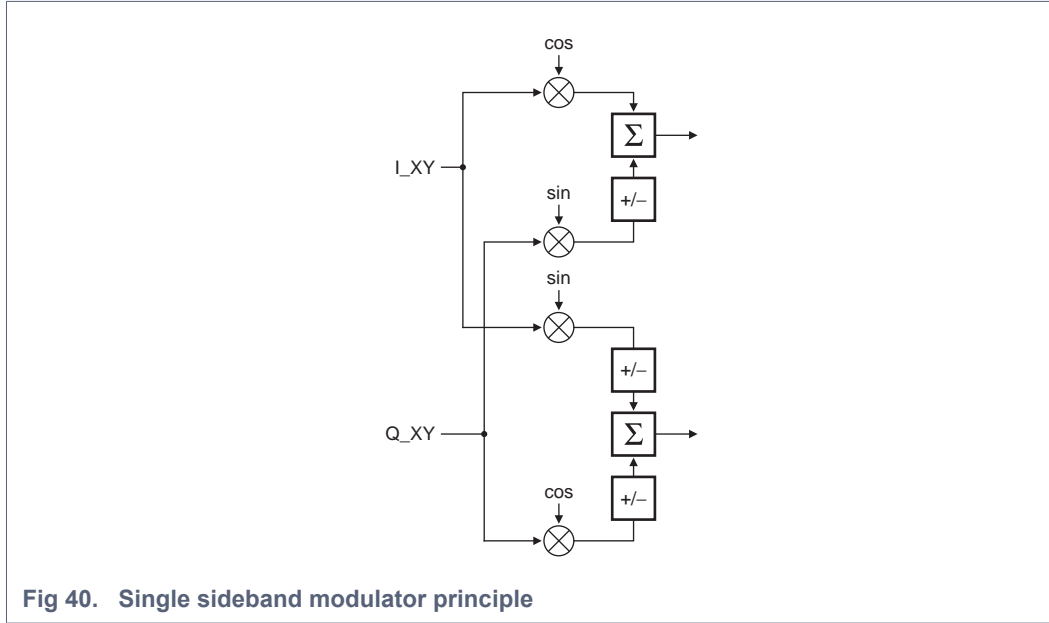 cos
Σ
I_XY
+/–
sin
sin
+/–
Q_XY
Σ
+/–
cos
Fig 40. Single sideband modulator principle